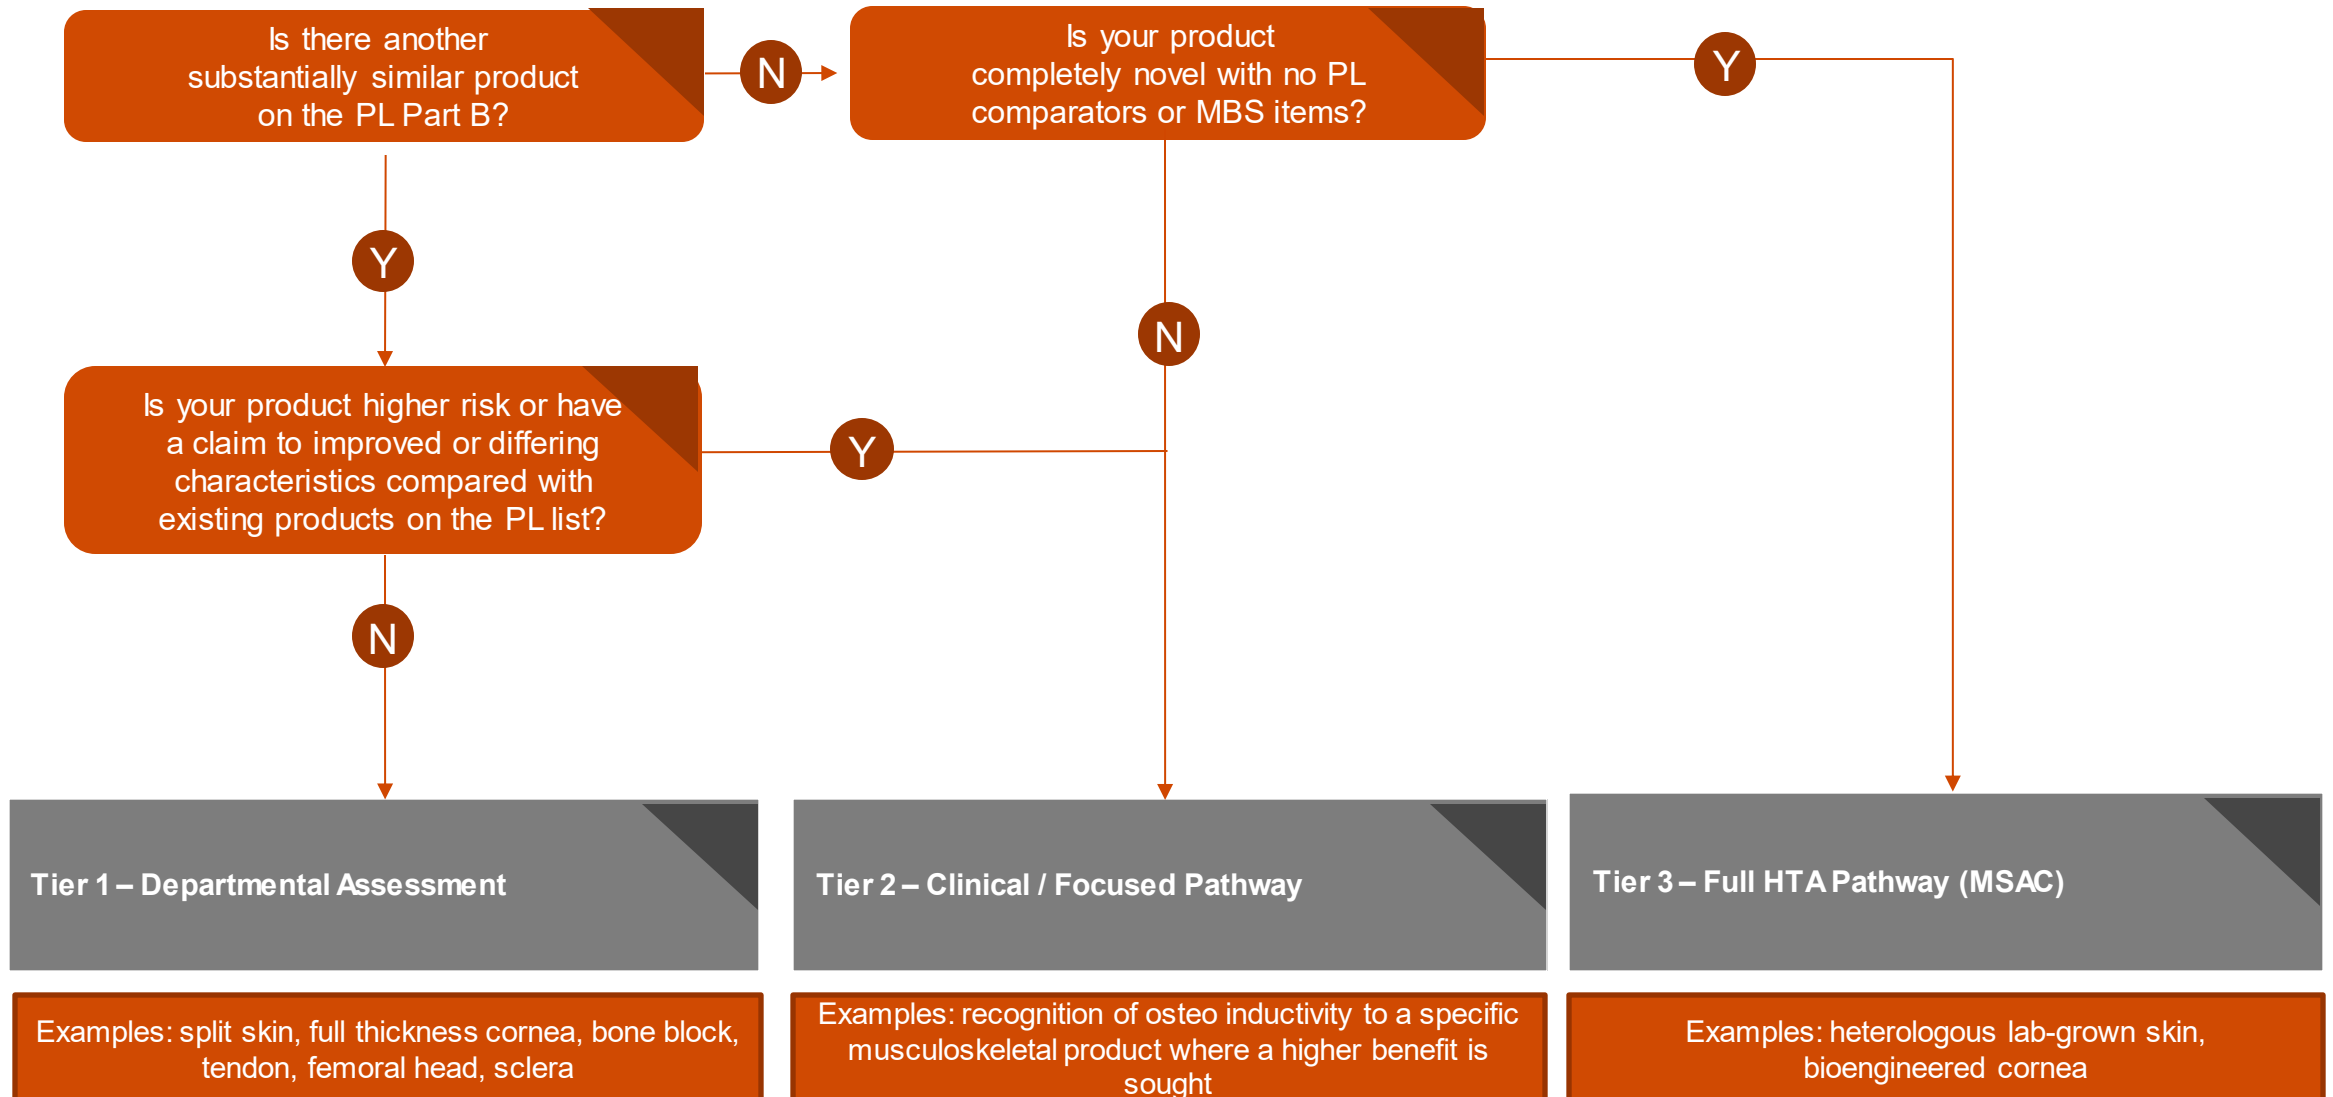 Is there another
substantially similar product
on the PL Part B?
N
Is your product
completely novel with no PL
comparators or MBS items?
Y
Y
N
Is your product higher risk or have
a claim to improved or differing
characteristics compared with
existing products on the PL list?
Y
N
Tier 1 – Departmental Assessment
Tier 2 – Clinical / Focused Pathway
Tier 3 – Full HTA Pathway (MSAC)
Examples: split skin, full thickness cornea, bone block,
tendon, femoral head, sclera
Examples: recognition of osteo inductivity to a specific
musculoskeletal product where a higher benefit is
sought
Examples: heterologous lab-grown skin,
bioengineered cornea